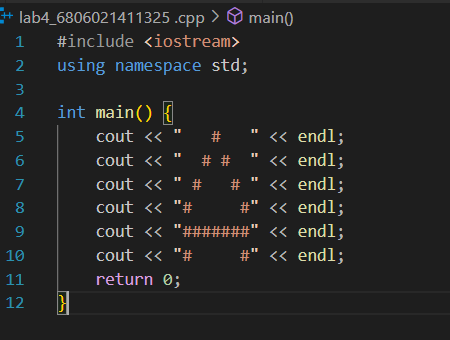 lab4_6806021411325 .cpp > main()
1 #include <iostream>
2 using namespace std;
3
4 int main() {
5     cout << "   #   " << endl;
6     cout << "  # #  " << endl;
7     cout << " #   # " << endl;
8     cout << "#     #" << endl;
9     cout << "#######" << endl;
10     cout << "#     #" << endl;
11     return 0;
12 }